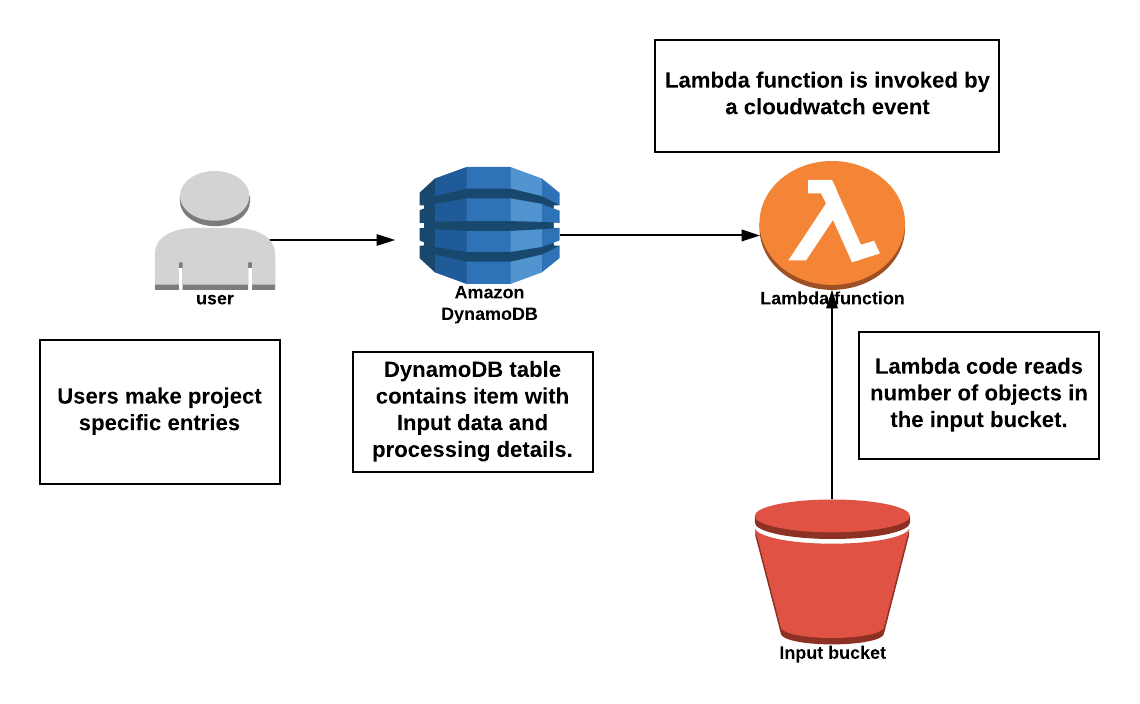 Lambda function is invoked by
a cloudwatch event
user
Amazon
DynamoDB
Lambda function
Users make project
specific entries
DynamoDB table
contains item with
Input data and
processing details.
Lambda code reads
number of objects in
the input bucket.
Input bucket